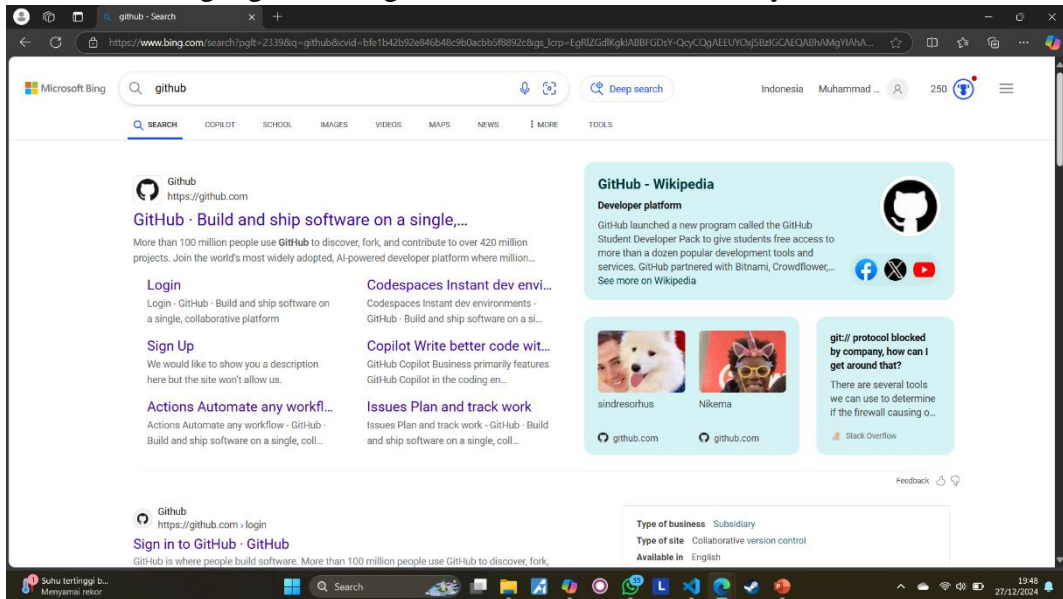 github - Search
https://www.bing.com/search?pglt=2339&q=github&cvid=bfe1b42b92e846b48c9b0acbb5f8892c&gs_lcrp=
Microsoft Bing
github
Deep search
Indonesia
Muhammad ...
250
SEARCH
COPILOT
SCHOOL
IMAGES
VIDEOS
MAPS
NEWS
MORE
TOOLS
Github
https://github.com
GitHub · Build and ship software on a single,...
More than 100 million people use GitHub to discover, fork, and contribute to over 420 million
projects. Join the world's most widely adopted, AI-powered developer platform where million...
Login
Login - GitHub · Build and ship software on
a single, collaborative platform
Codespaces Instant dev envi...
Codespaces Instant dev environments -
GitHub · Build and ship software on a si...
Sign Up
We would like to show you a description
here but the site won't allow us.
Copilot Write better code wit...
GitHub Copilot Business primarily features
GitHub Copilot in the coding en...
Actions Automate any workfl...
Actions Automate any workflow - GitHub ·
Build and ship software on a single, coll...
Issues Plan and track work
Issues Plan and track work - GitHub · Build
and ship software on a single, coll...
GitHub - Wikipedia
Developer platform
GitHub launched a new program called the GitHub
Student Developer Pack to give students free access to
more than a dozen popular development tools and
services. GitHub partnered with Bitnami, Crowdflower,...
See more on Wikipedia
sindresorhus
github.com
Nikema
github.com
git:// protocol blocked
by company, how can I
get around that?
There are several tools
we can use to determine
if the firewall causing o...
Stack Overflow
Feedback
Github
https://github.com › login
Sign in to GitHub · GitHub
GitHub is where people build software. More than 100 million people use GitHub to discover, fork,
Type of business Subsidiary
Type of site Collaborative version control
Available in English
1
Suhu tertinggi b...
Menyamai rekor
Search
35
L
19:48
27/12/2024